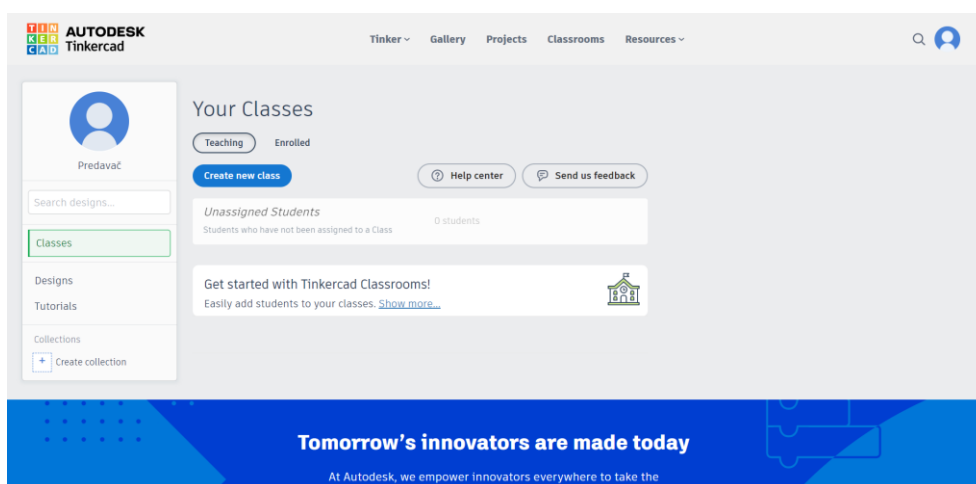 TIN
KER
CAD
AUTODESK
Tinkercad
Tinker
Gallery
Projects
Classrooms
Resources
Predavač
Search designs...
Classes
Designs
Tutorials
Collections
+ Create collection
Your Classes
Teaching
Enrolled
Create new class
? Help center
Send us feedback
Unassigned Students
Students who have not been assigned to a Class
0 students
Get started with Tinkercad Classrooms!
Easily add students to your classes. Show more...
Tomorrow's innovators are made today
At Autodesk, we empower innovators everywhere to take the